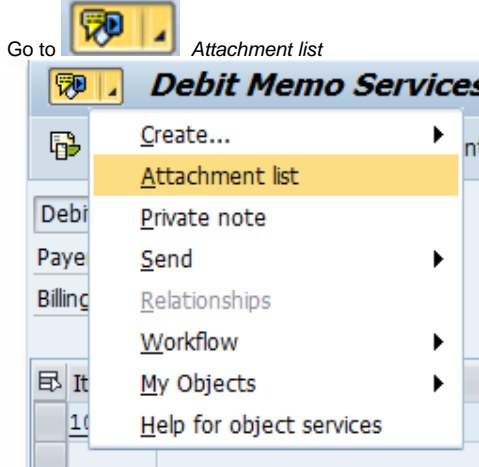 Go to Attachment list
Debit Memo Services
Create...
Attachment list
Private note
Send
Relationships
Workflow
My Objects
Help for object services
Debi
Paye
Billing
It
10